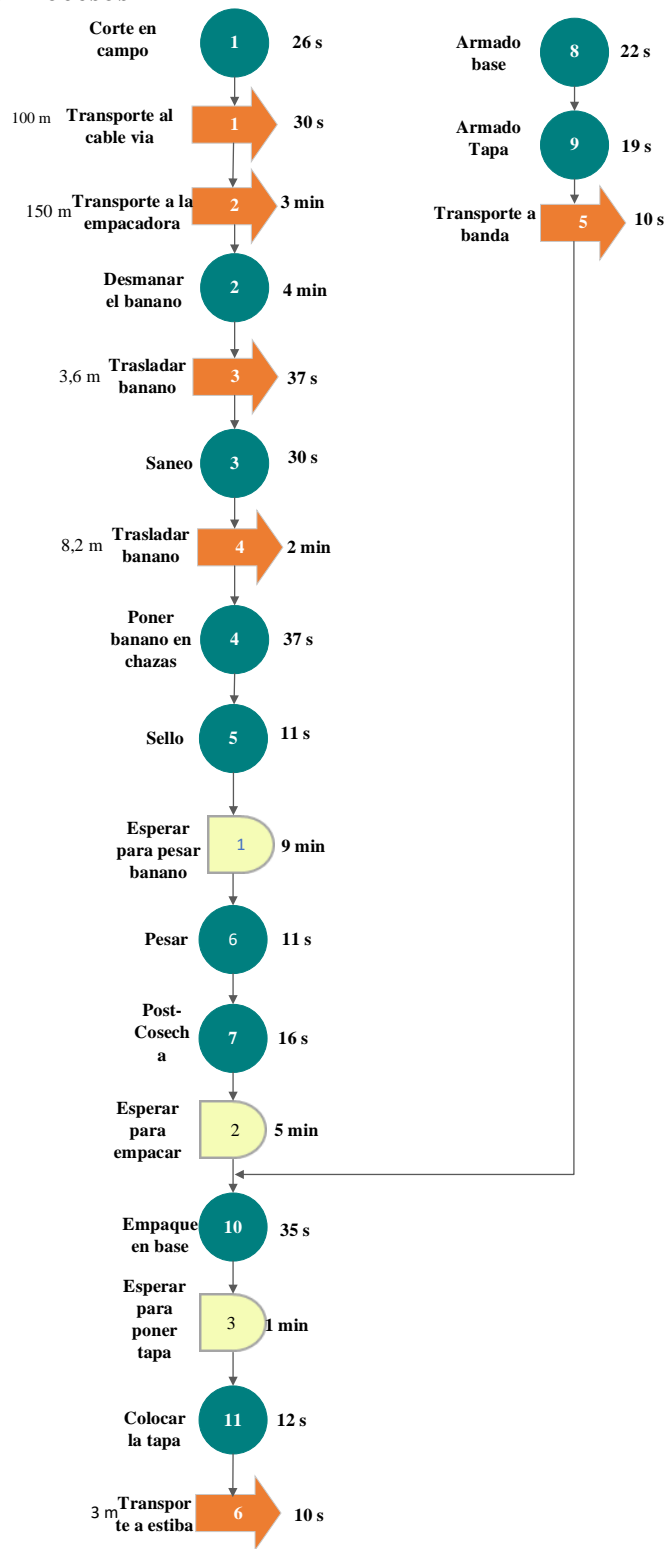 Corte en
campo
1
26 s
100 m
Transporte al
cable via
1
30 s
150 m
Transporte a la
empacadora
2
3 min
Desmanar
el banano
2
4 min
3,6 m
Trasladar
banano
3
37 s
Saneo
3
30 s
8,2 m
Trasladar
banano
4
2 min
Poner
banano en
chazas
4
37 s
Sello
5
11 s
Esperar
para pesar
banano
1
9 min
Pesar
6
11 s
Post-
Cosech
a
7
16 s
Esperar
para
empacar
2
5 min
Empaque
en base
10
35 s
Esperar
para
poner
tapa
3
1 min
Colocar
la tapa
11
12 s
3 m
Transpor
te a estiba
6
10 s
Armado
base
8
22 s
Armado
Tapa
9
19 s
Transporte a
banda
5
10 s